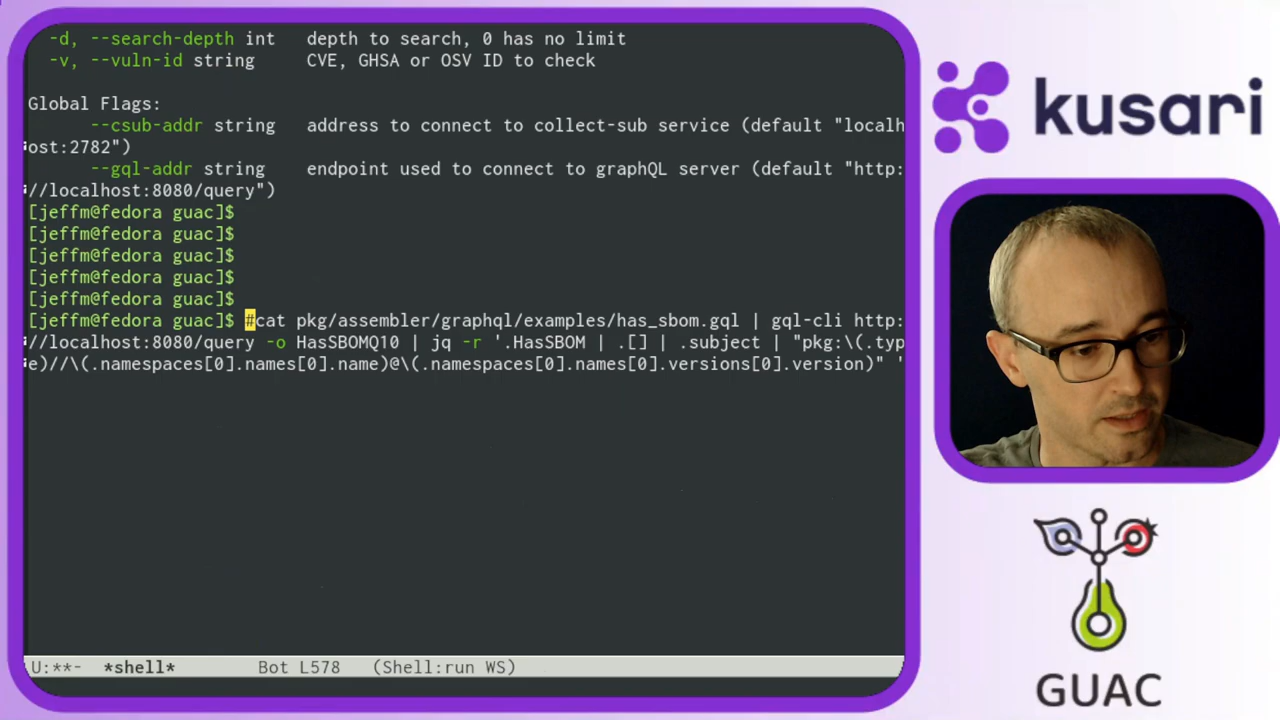 -d, --search-depth int   depth to search, 0 has no limit
-v, --vuln-id string     CVE, GHSA or OSV ID to check
Global Flags:
--csub-addr string   address to connect to collect-sub service (default "localh
ost:2782")
--gql-addr string    endpoint used to connect to graphQL server (default "http:
//localhost:8080/query")
[jeffm@fedora guac]$
[jeffm@fedora guac]$
[jeffm@fedora guac]$
[jeffm@fedora guac]$
[jeffm@fedora guac]$
[jeffm@fedora guac]$ #cat pkg/assembler/graphql/examples/has_sbom.gql | gql-cli http:
//localhost:8080/query -o HasSBOMQ10 | jq -r '.HasSBOM | .[] | .subject | "pkg:\(.typ
e)//\(.namespaces[0].names[0].name)@\(.namespaces[0].names[0].versions[0].version)" '
U:**-  *shell*        Bot L578   (Shell:run WS)
kusari
GUAC